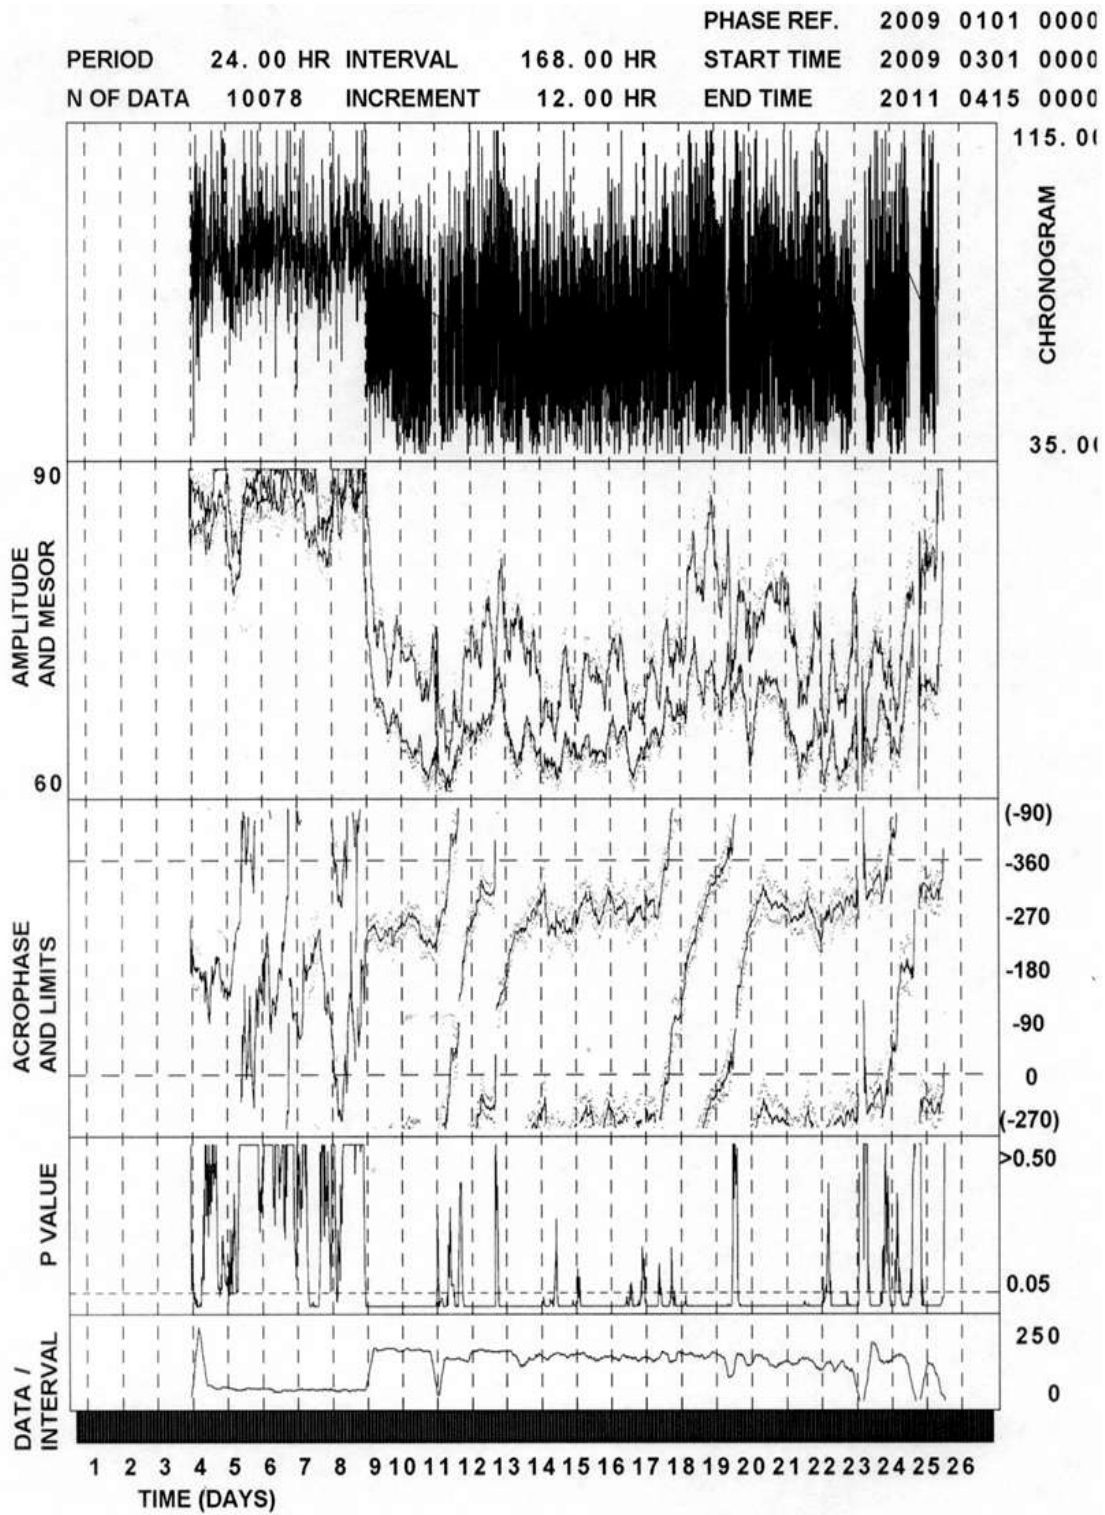 PHASE REF. 2009 0101 0000
PERIOD 24.00 HR INTERVAL 168.00 HR START TIME 2009 0301 0000
N OF DATA 10078 INCREMENT 12.00 HR END TIME 2011 0415 0000
115.00
CHRONOGRAM
35.00
90
AMPLITUDE
AND MESOR
60
(-90)
-360
-270
ACROPHASE
AND LIMITS
-180
-90
0
(-270)
>0.50
P VALUE
0.05
250
DATA /
INTERVAL
0
1 2 3 4 5 6 7 8 9 10 11 12 13 14 15 16 17 18 19 20 21 22 23 24 25 26
TIME (DAYS)